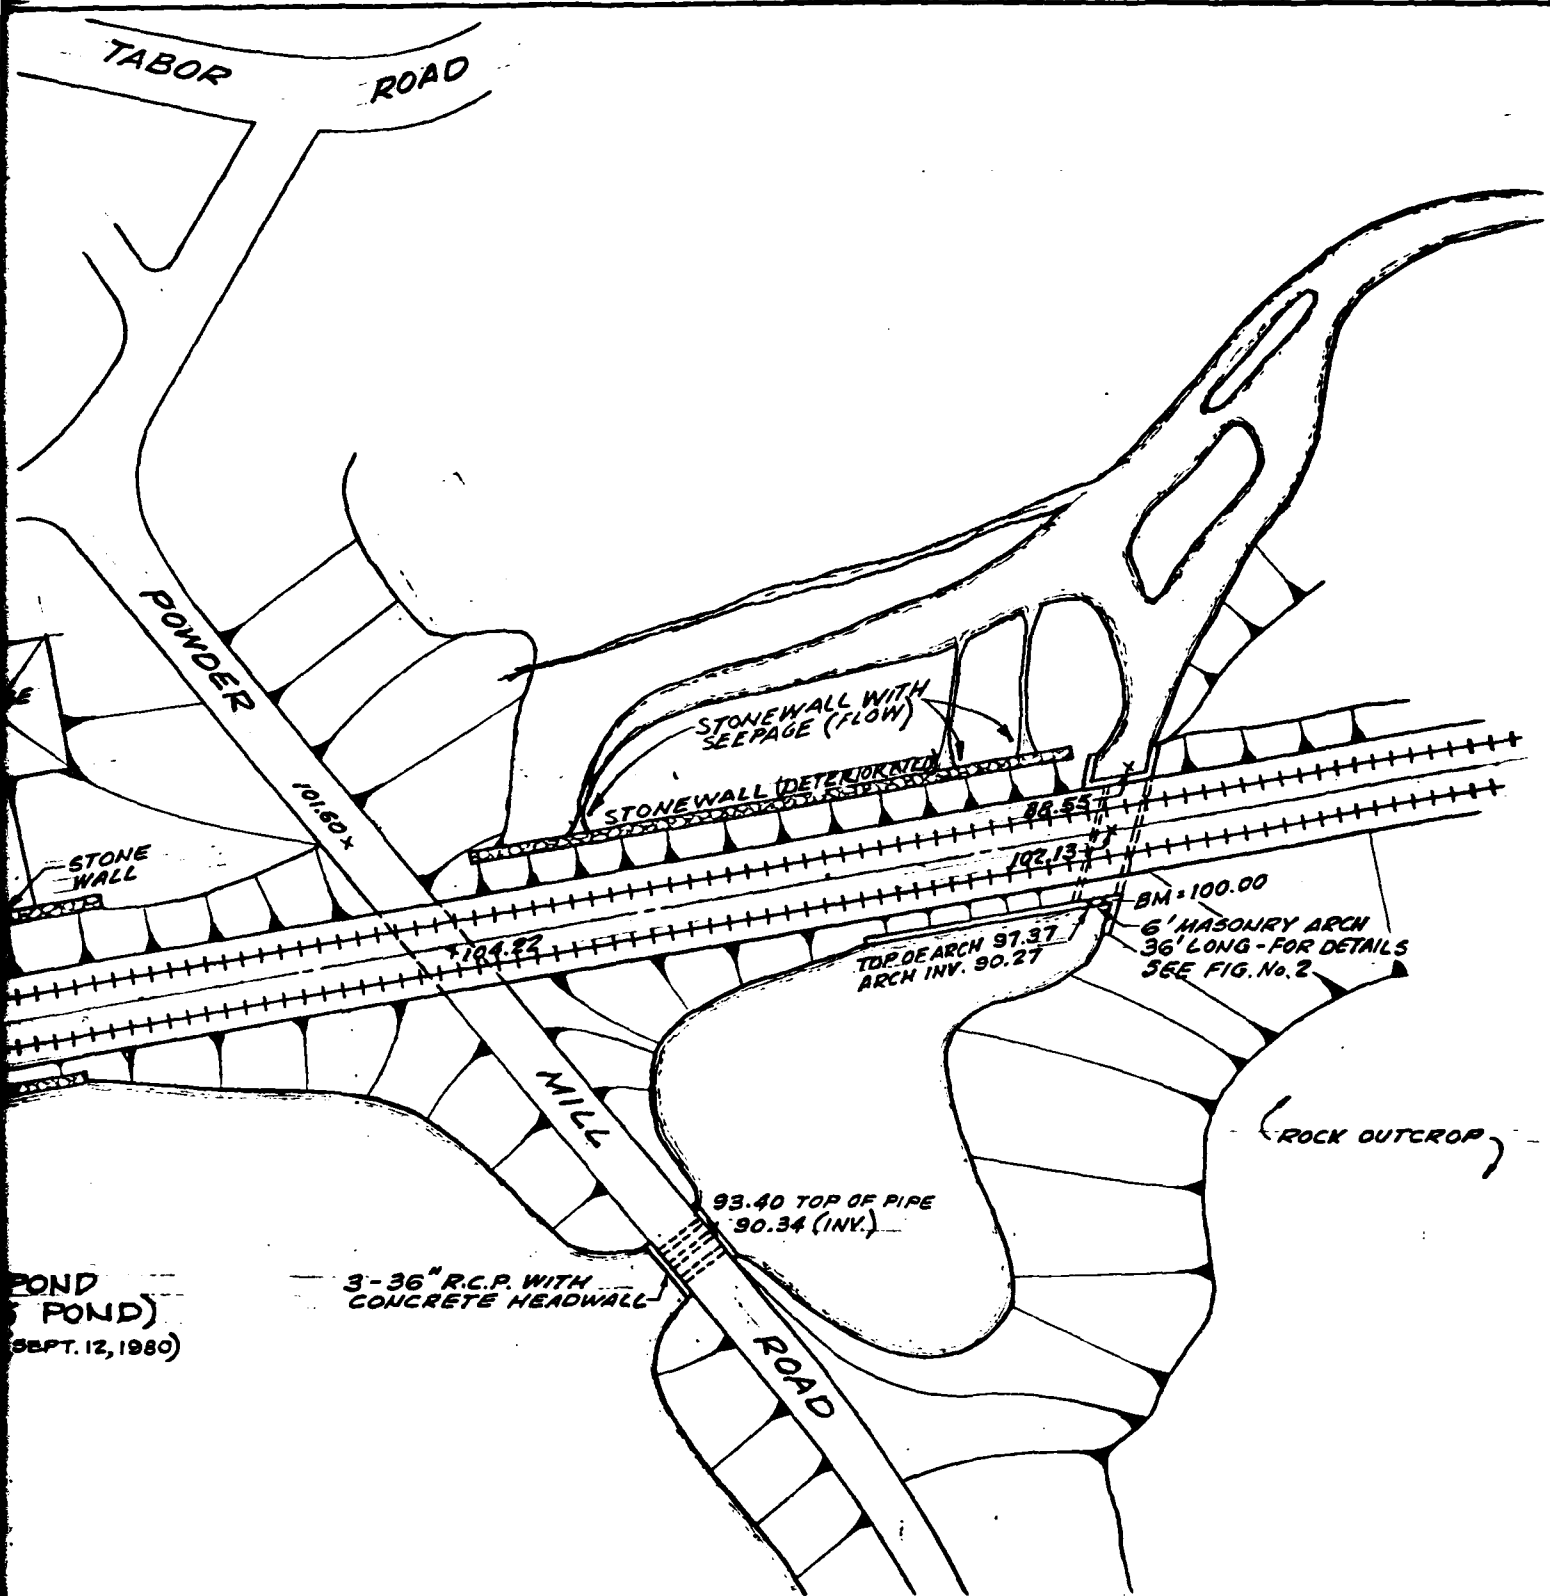 TABOR ROAD
POWDER
STONEWALL WITH
SEEPAGE (FLOW)
STONEWALL (DETERIORATED)
101.60 x
88.55
102.13
STONE
WALL
BM = 100.00
6' MASONRY ARCH
36' LONG - FOR DETAILS
SEE FIG. No. 2
x104.22
TOP OF ARCH 97.37
ARCH INV. 90.27
MILL
ROCK OUTCROP
93.40 TOP OF PIPE
90.34 (INV.)
3-36" R.C.P. WITH
CONCRETE HEADWALL
POND
POND)
SEPT. 12, 1980)
ROAD